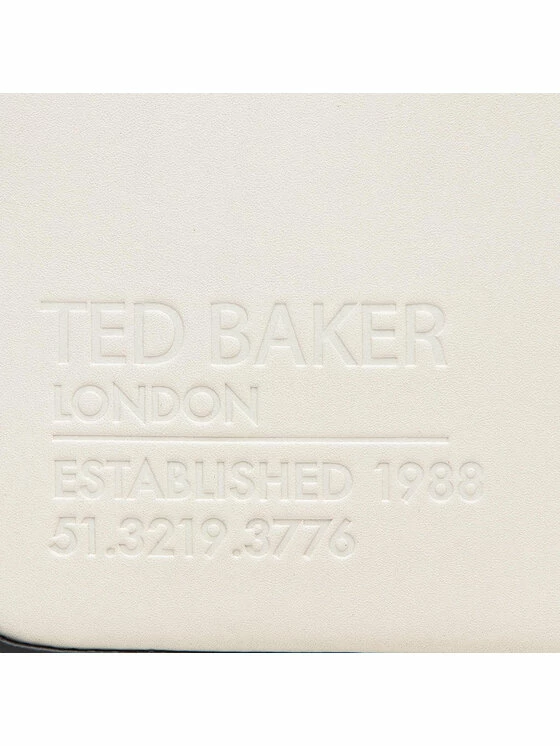 TED BAKER
LONDON
ESTABLISHED 1988
51.3219.3776